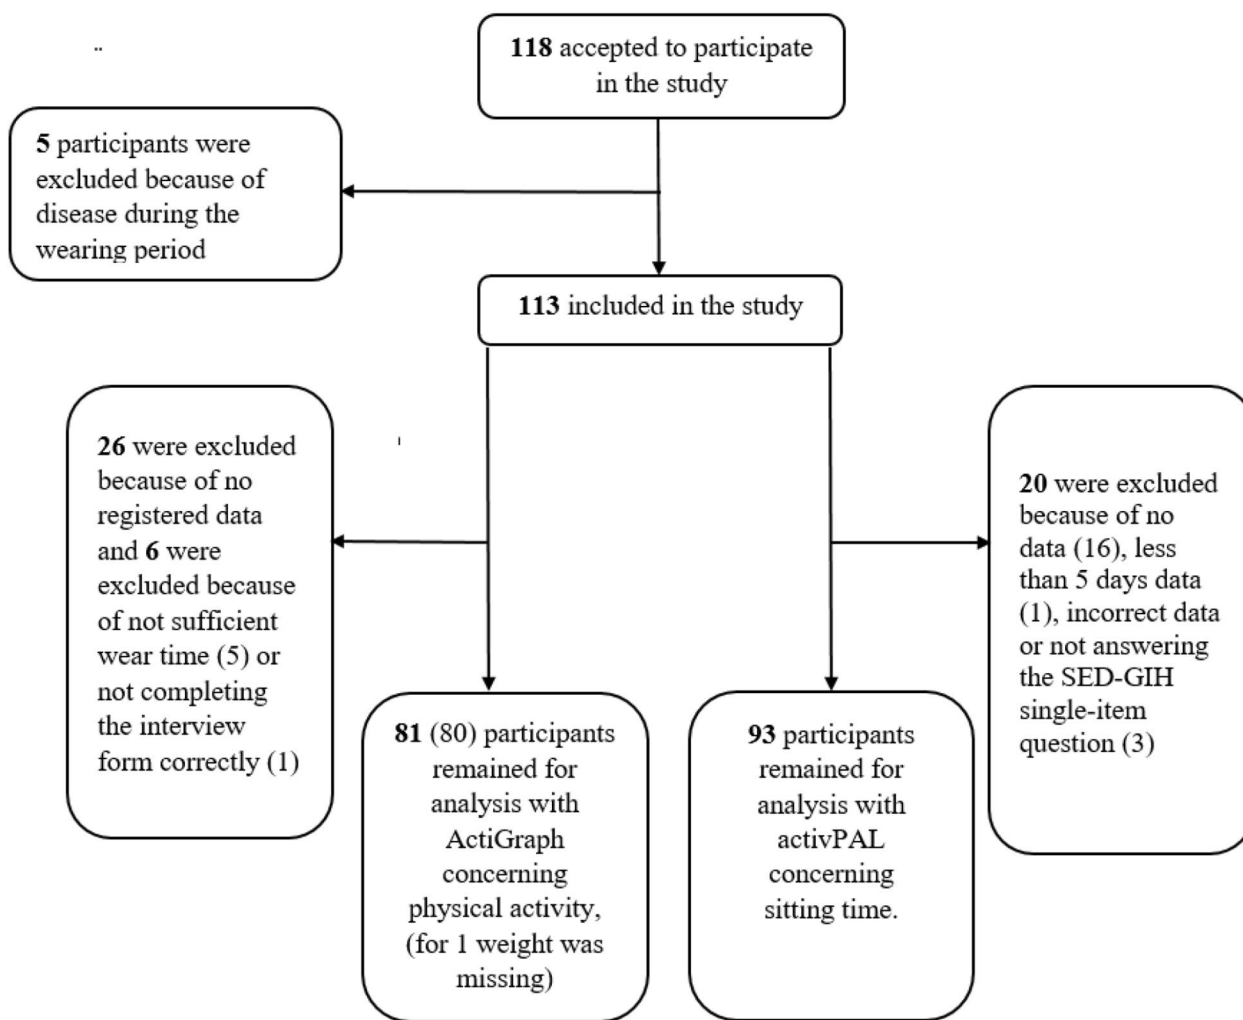 118 accepted to participate
in the study
5 participants were
excluded because of
disease during the
wearing period
113 included in the study
26 were excluded
because of no
registered data
and 6 were
excluded because
of not sufficient
wear time (5) or
not completing
the interview
form correctly (1)
20 were excluded
because of no
data (16), less
than 5 days data
(1), incorrect data
or not answering
the SED-GIH
single-item
question (3)
81 (80) participants
remained for
analysis with
ActiGraph
concerning
physical activity,
(for 1 weight was
missing)
93 participants
remained for
analysis with
activPAL
concerning
sitting time.